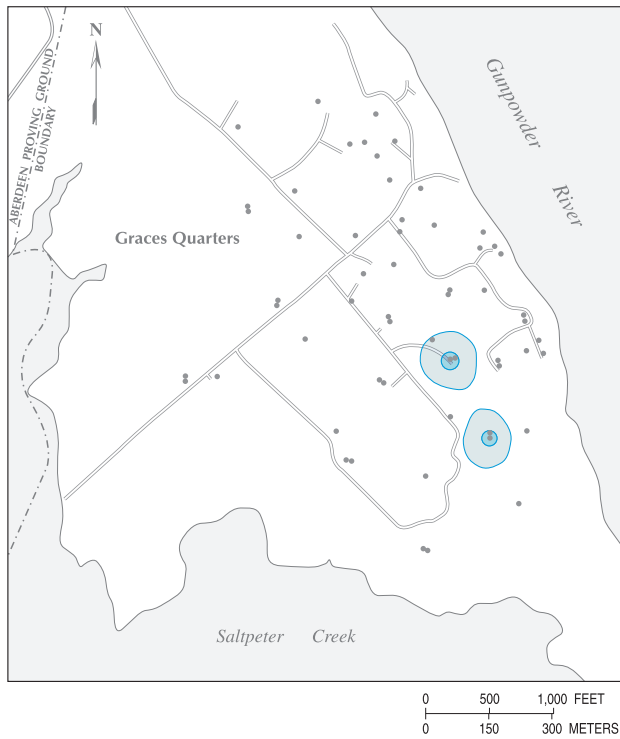 N
ABERDEEN PROVING GROUND
BOUNDARY
Gunpowder
River
Graces Quarters
Saltpeter Creek
0 500 1,000 FEET
0 150 300 METERS